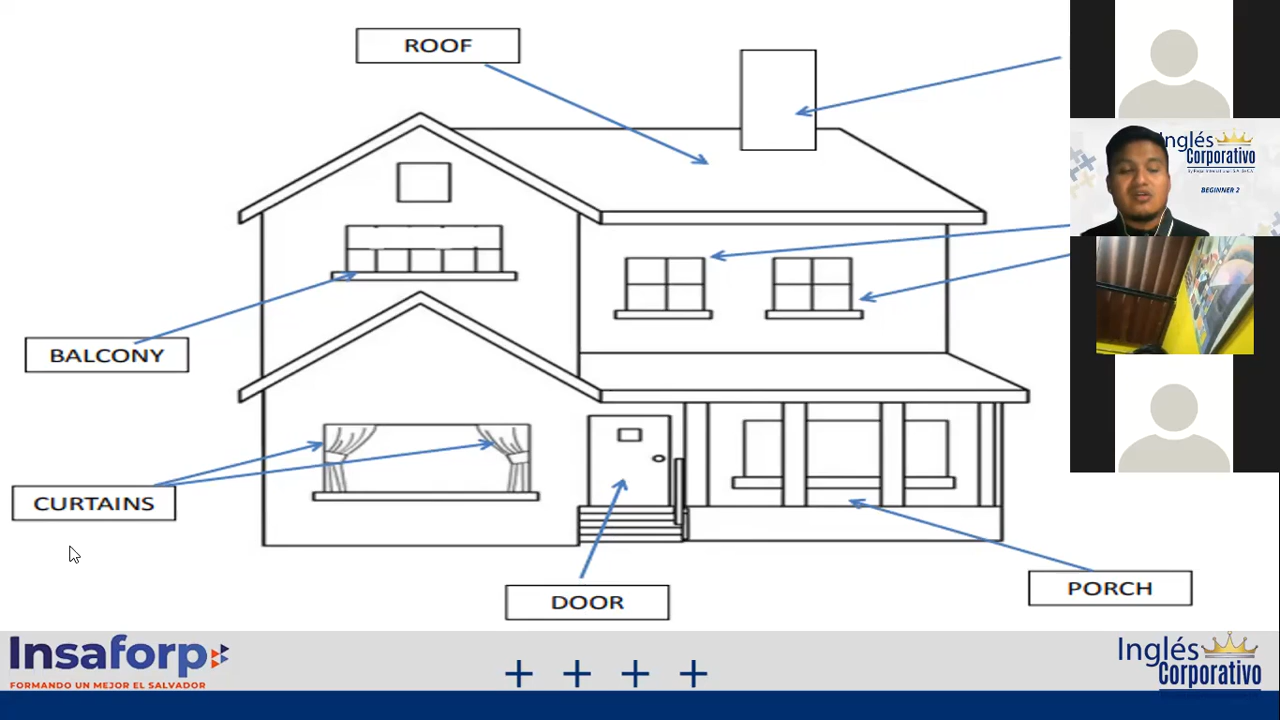 ROOF
Inglés
Corporativo
BEGINNER 2
BALCONY
CURTAINS
DOOR
PORCH
Insaforp
FORMANDO UN MEJOR EL SALVADOR
Inglés
Corporativo